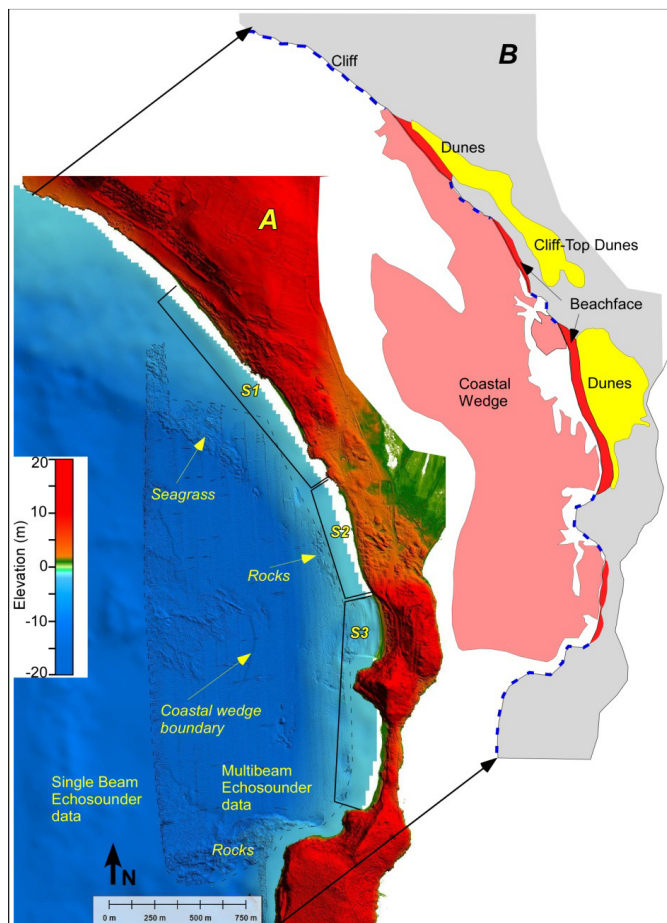 B
Cliff
Dunes
A
Cliff-Top Dunes
Beachface
S1
Coastal
Wedge
Dunes
20
10
0
-10
-20
Elevation (m)
Seagrass
S2
Rocks
S3
Coastal wedge
boundary
Single Beam
Echosounder
data
Multibeam
Echosounder
data
Rocks
N
0 m 250 m 500 m 750 m